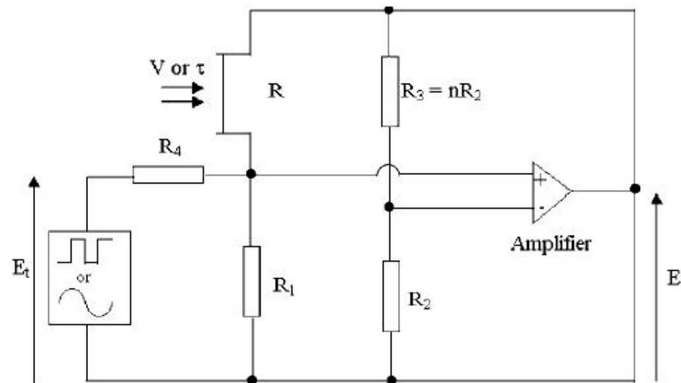 V or τ
R
R₃ = nR₂
R₄
+
-
Amplifier
Eₜ
or
R₁
R₂
E